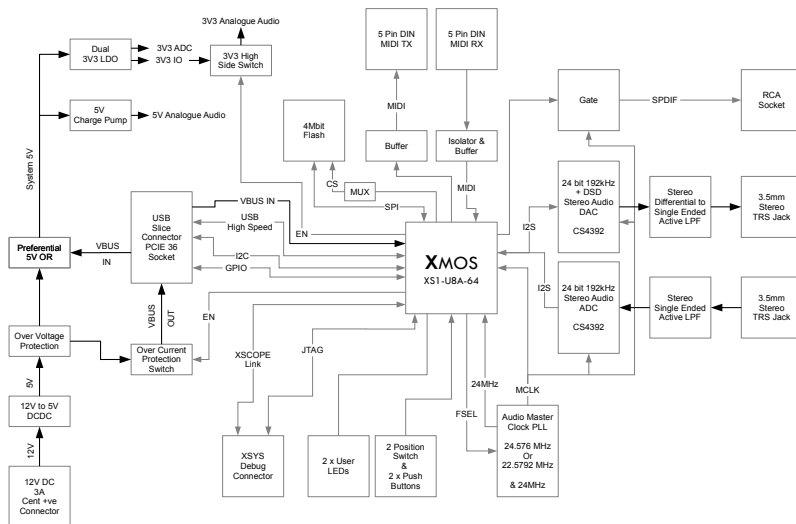 3V3 Analogue Audio
Dual
3V3 LDO
3V3 ADC
3V3 IO
3V3 High
Side Switch
5 Pin DIN
MIDI TX
5 Pin DIN
MIDI RX
5V
Charge Pump
5V Analogue Audio
4Mbit
Flash
MIDI
Buffer
Isolator &
Buffer
MIDI
Gate
SPDIF
RCA
Socket
System 5V
CS
MUX
SPI
EN
VBUS IN
USB
High Speed
I2C
GPIO
USB
Slice
Connector
PCIE 36
Socket
Preferential
5V OR
VBUS
IN
XMOS
XS1-U8A-64
I2S
24 bit 192kHz
+ DSD
Stereo Audio
DAC
CS4392
Stereo
Differential to
Single Ended
Active LPF
3.5mm
Stereo
TRS Jack
I2S
24 bit 192kHz
Stereo Audio
ADC
CS4392
Stereo
Single Ended
Active LPF
3.5mm
Stereo
TRS Jack
VBUS
OUT
EN
Over Voltage
Protection
Over Current
Protection
Switch
XSCOPE
Link
JTAG
24MHz
MCLK
FSEL
5V
12V to 5V
DCDC
12V
12V DC
3A
Cent +ve
Connector
XSYS
Debug
Connector
2 x User
LEDs
2 Position
Switch
&
2 x Push
Buttons
Audio Master
Clock PLL
24.576 MHz
Or
22.5792 MHz
& 24MHz